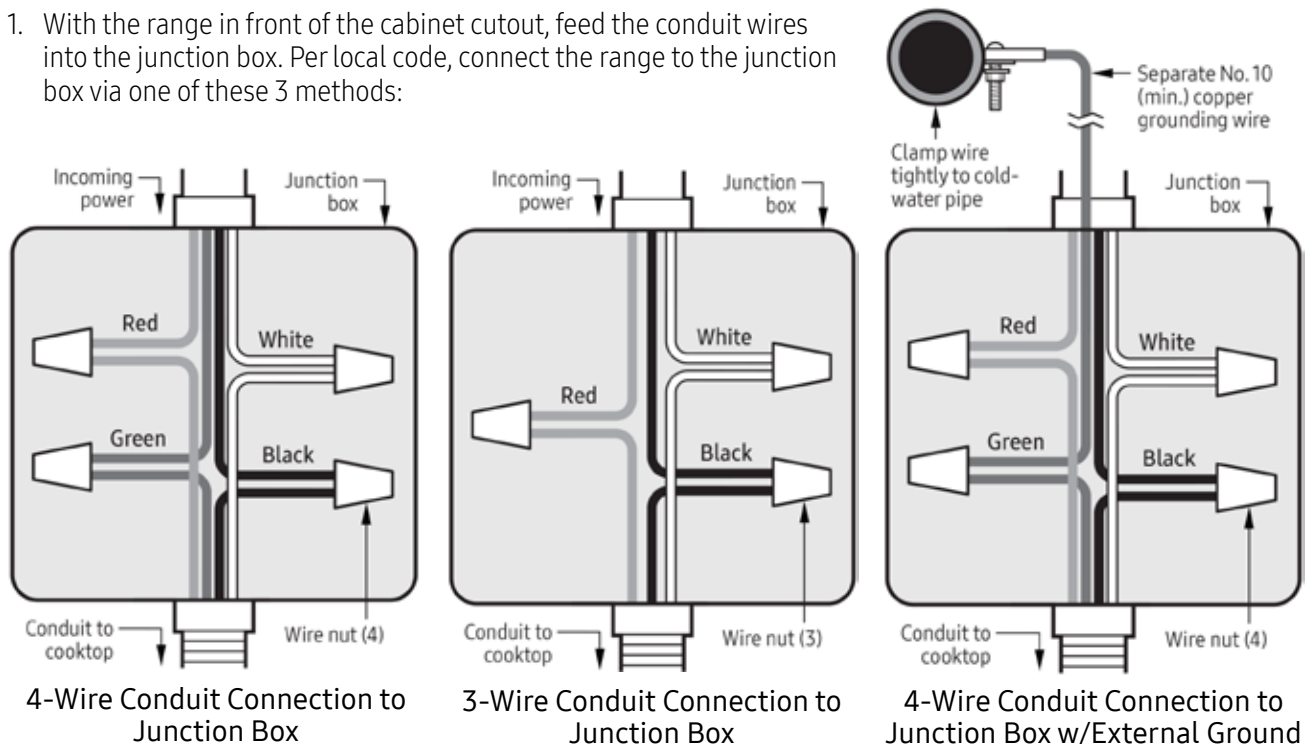 1. With the range in front of the cabinet cutout, feed the conduit wires
into the junction box. Per local code, connect the range to the junction
box via one of these 3 methods:
Incoming
power
Junction
box
Red
White
Green
Black
Conduit to
cooktop
Wire nut (4)
4-Wire Conduit Connection to
Junction Box
Incoming
power
Junction
box
White
Red
Black
Conduit to
cooktop
Wire nut (3)
3-Wire Conduit Connection to
Junction Box
Separate No. 10
(min.) copper
grounding wire
Clamp wire
tightly to cold-
water pipe
Junction
box
Red
White
Green
Black
Conduit to
cooktop
Wire nut (4)
4-Wire Conduit Connection to
Junction Box w/External Ground